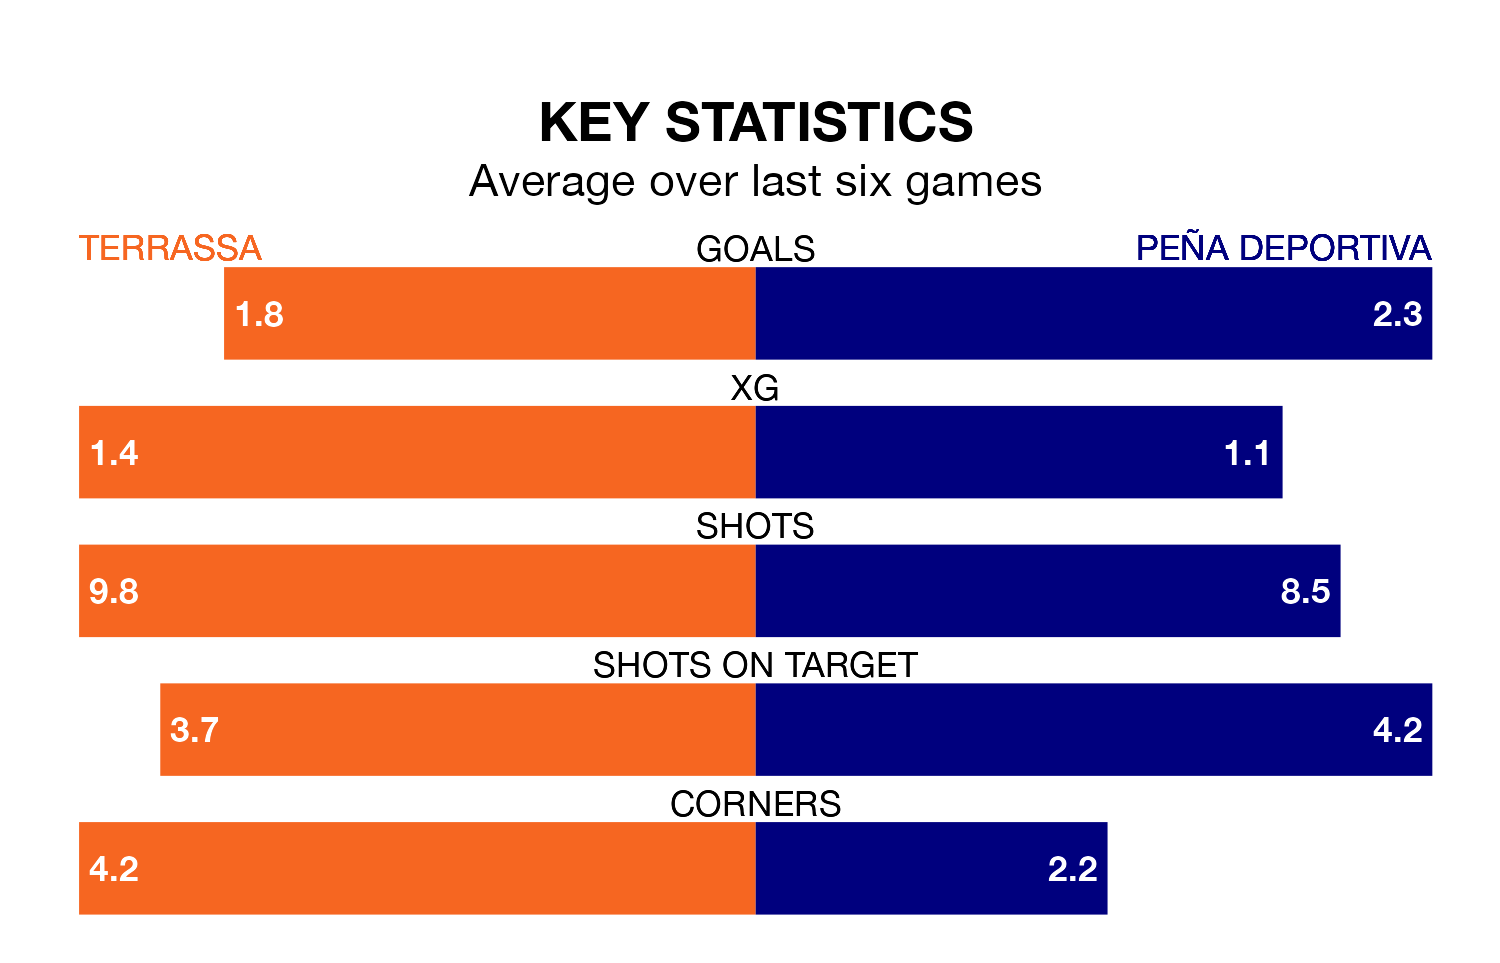 KEY STATISTICS
Average over last six games
TERRASSA GOALS PEÑA DEPORTIVA
1.8 2.3
XG
1.4 1.1
SHOTS
9.8 8.5
SHOTS ON TARGET
3.7 4.2
CORNERS
4.2 2.2